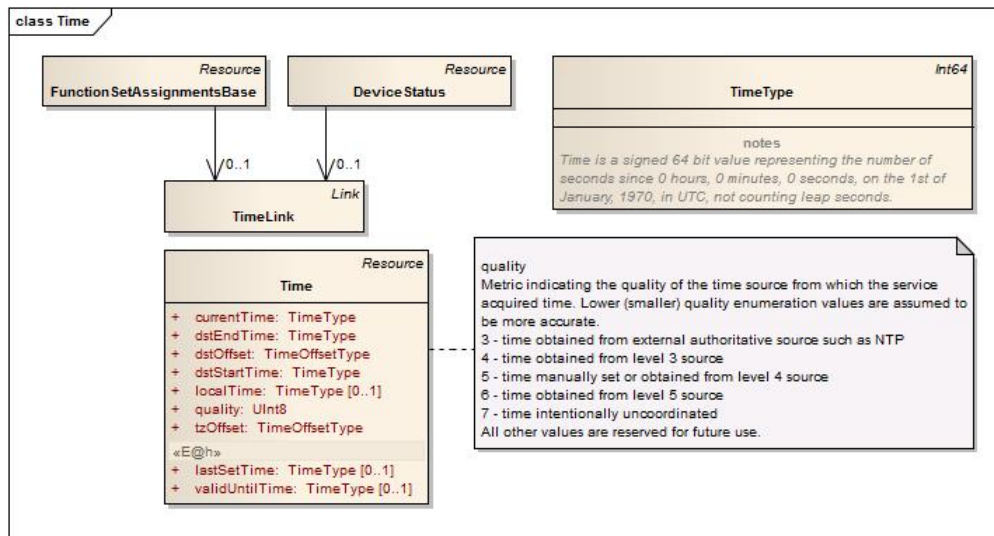 class Time
Resource
FunctionSetAssignmentsBase
Resource
DeviceStatus
Int64
TimeType
notes
Time is a signed 64 bit value representing the number of
seconds since 0 hours, 0 minutes, 0 seconds, on the 1st of
January, 1970, in UTC, not counting leap seconds.
0..1
0..1
Link
TimeLink
Resource
Time
+ currentTime: TimeType
+ dstEndTime: TimeType
+ dstOffset: TimeOffsetType
+ dstStartTime: TimeType
+ localTime: TimeType [0..1]
+ quality: UInt8
+ tzOffset: TimeOffsetType
«E@h»
+ lastSetTime: TimeType [0..1]
+ validUntilTime: TimeType [0..1]
quality
Metric indicating the quality of the time source from which the service
acquired time. Lower (smaller) quality enumeration values are assumed to
be more accurate.
3 - time obtained from external authoritative source such as NTP
4 - time obtained from level 3 source
5 - time manually set or obtained from level 4 source
6 - time obtained from level 5 source
7 - time intentionally uncoordinated
All other values are reserved for future use.